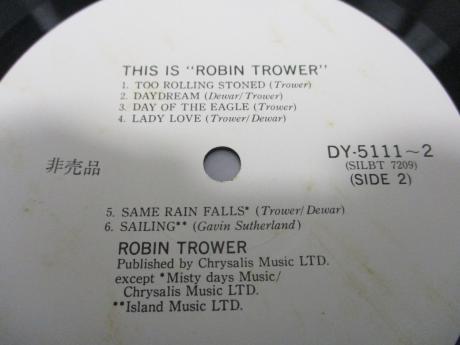 THIS IS "ROBIN TROWER"
1. TOO ROLLING STONED (Trower)
2. DAYDREAM (Dewar/Trower)
3. DAY OF THE EAGLE (Trower)
4. LADY LOVE (Trower/Dewar)
非売品
DY-5111~2
(SILBT 7209)
(SIDE 2)
5. SAME RAIN FALLS* (Trower/Dewar)
6. SAILING** (Gavin Sutherland)
ROBIN TROWER
Published by Chrysalis Music LTD.
except *Misty days Music/
Chrysalis Music LTD.
**Island Music LTD.